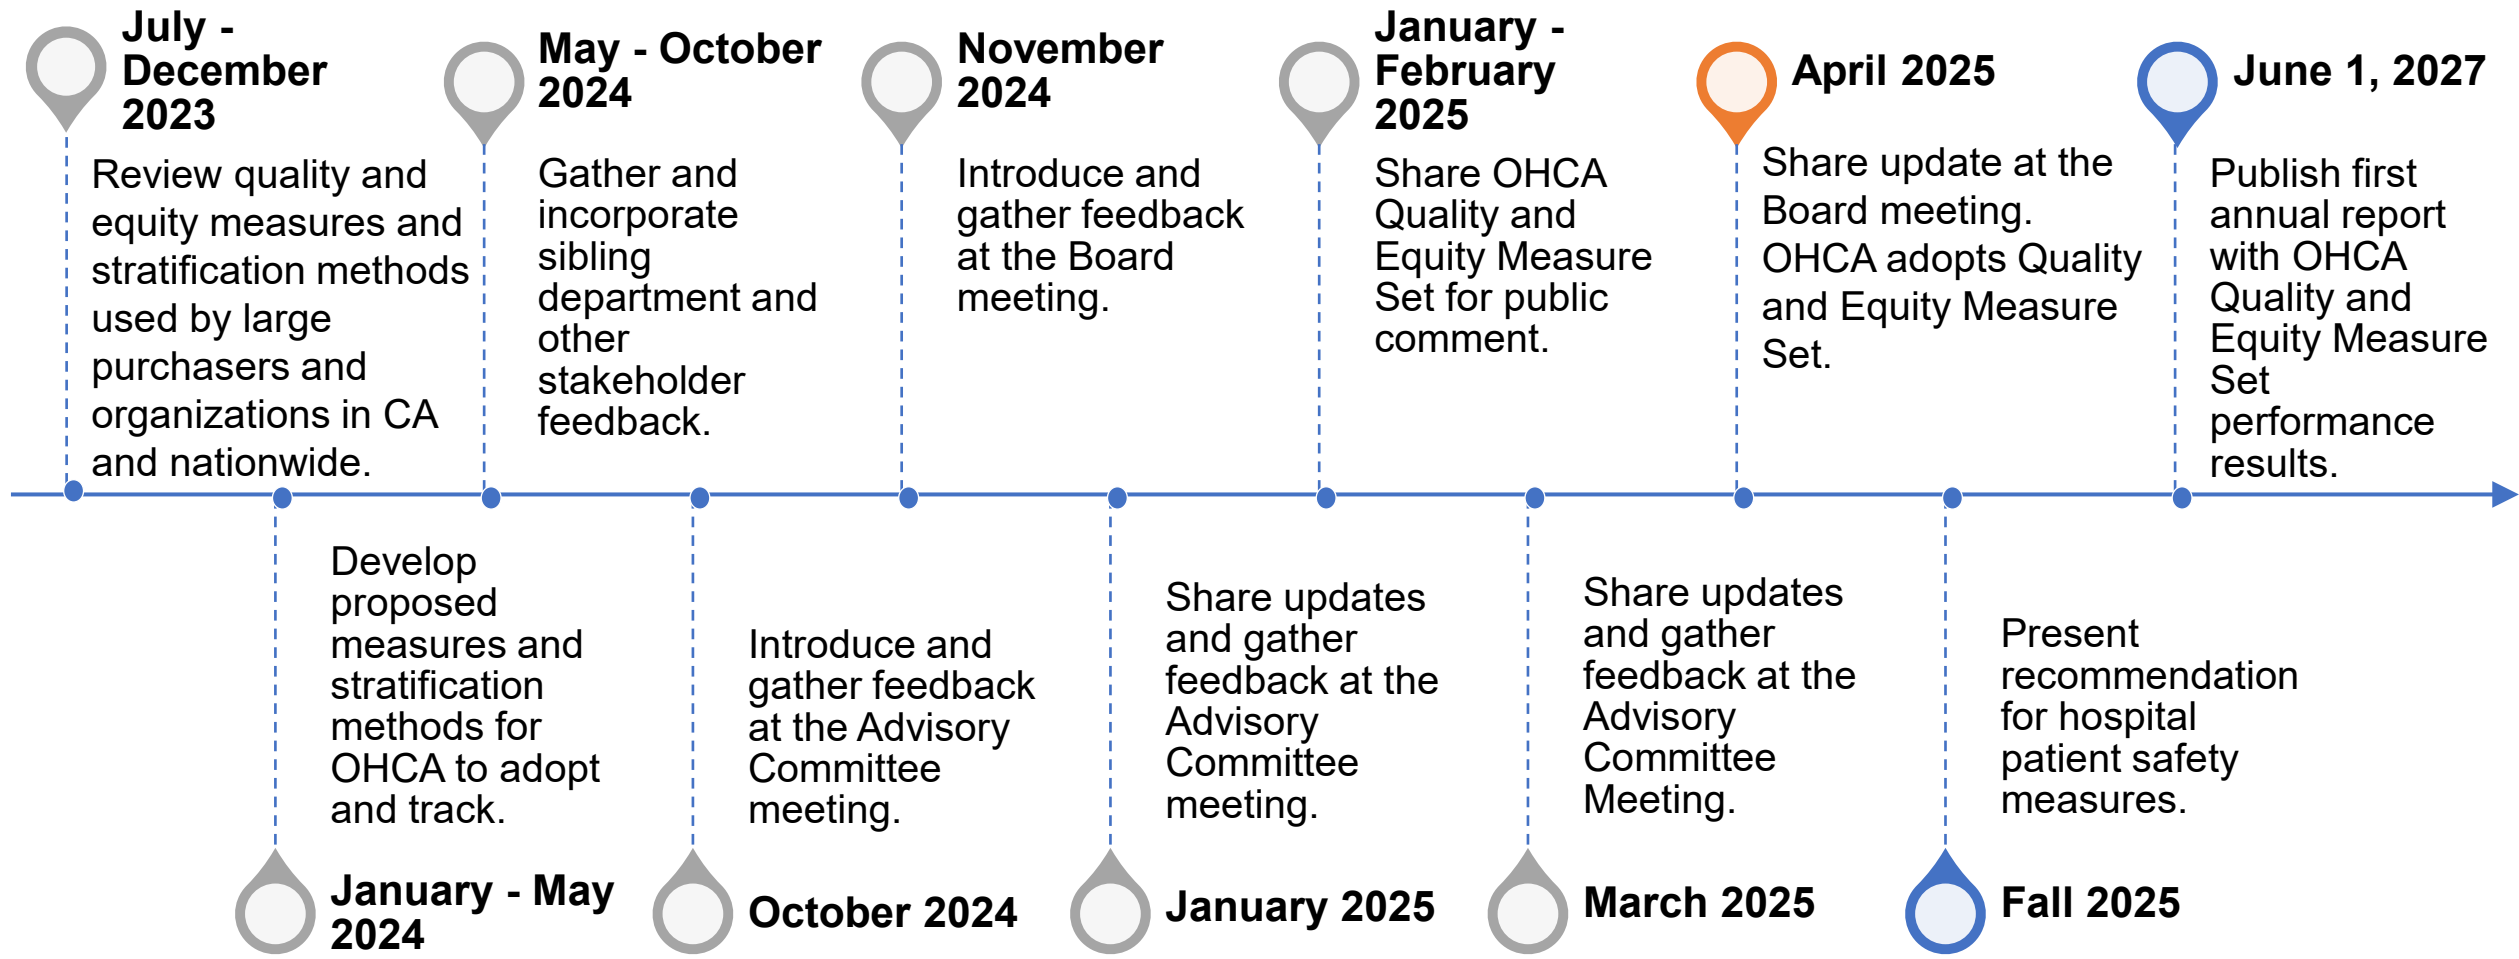 July -
December
2023
Review quality and
equity measures and
stratification methods
used by large
purchasers and
organizations in CA
and nationwide.
May - October
2024
Gather and
incorporate
sibling
department and
other
stakeholder
feedback.
November
2024
Introduce and
gather feedback
at the Board
meeting.
January -
February
2025
Share OHCA
Quality and
Equity Measure
Set for public
comment.
April 2025
Share update at the
Board meeting.
OHCA adopts Quality
and Equity Measure
Set.
June 1, 2027
Publish first
annual report
with OHCA
Quality and
Equity Measure
Set
performance
results.
Develop
proposed
measures and
stratification
methods for
OHCA to adopt
and track.
January - May
2024
Introduce and
gather feedback
at the Advisory
Committee
meeting.
October 2024
Share updates
and gather
feedback at the
Advisory
Committee
meeting.
January 2025
Share updates
and gather
feedback at the
Advisory
Committee
Meeting.
March 2025
Present
recommendation
for hospital
patient safety
measures.
Fall 2025